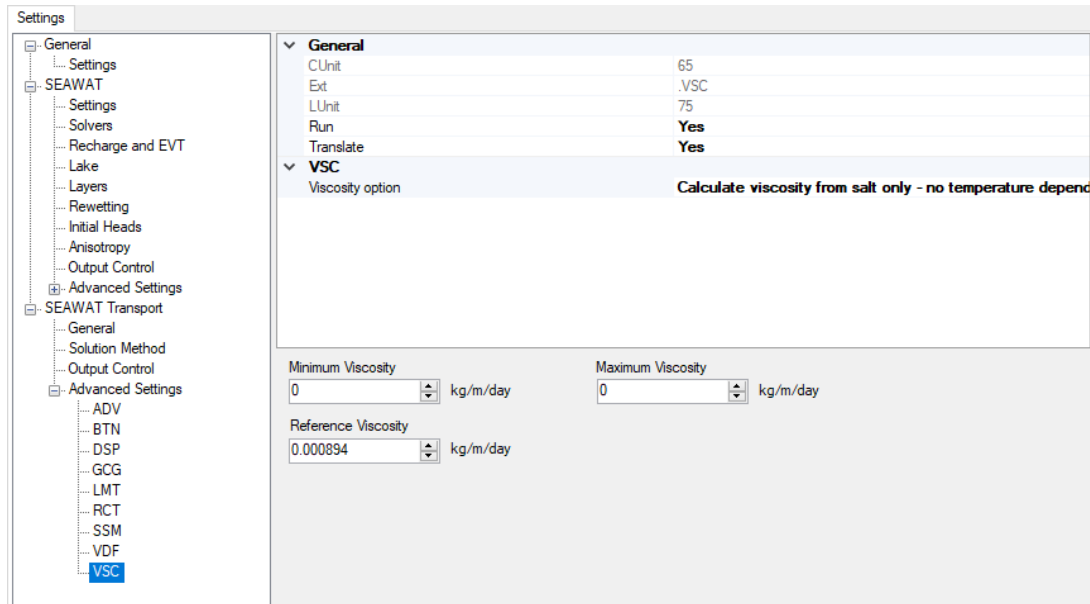 Settings
General
Settings
SEAWAT
Settings
Solvers
Recharge and EVT
Lake
Layers
Rewetting
Initial Heads
Anisotropy
Output Control
Advanced Settings
SEAWAT Transport
General
Solution Method
Output Control
Advanced Settings
ADV
BTN
DSP
GCG
LMT
RCT
SSM
VDF
VSC
General
CUnit 65
Ext .VSC
LUnit 75
Run Yes
Translate Yes
VSC
Viscosity option Calculate viscosity from salt only - no temperature depend
Minimum Viscosity Maximum Viscosity
0 kg/m/day 0 kg/m/day
Reference Viscosity
0.000894 kg/m/day